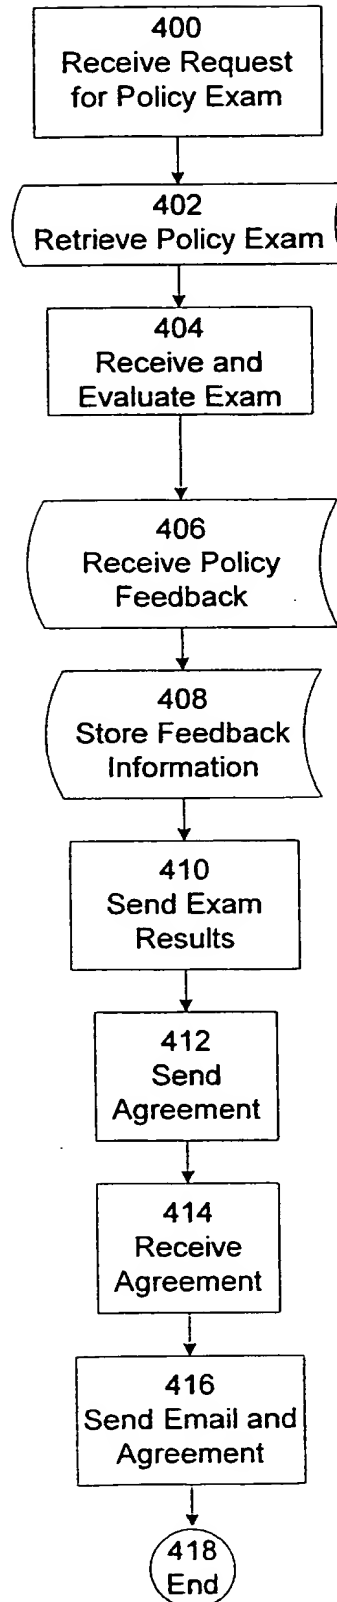 400
Receive Request
for Policy Exam
402
Retrieve Policy Exam
404
Receive and
Evaluate Exam
406
Receive Policy
Feedback
408
Store Feedback
Information
410
Send Exam
Results
412
Send
Agreement
414
Receive
Agreement
416
Send Email and
Agreement
418
End